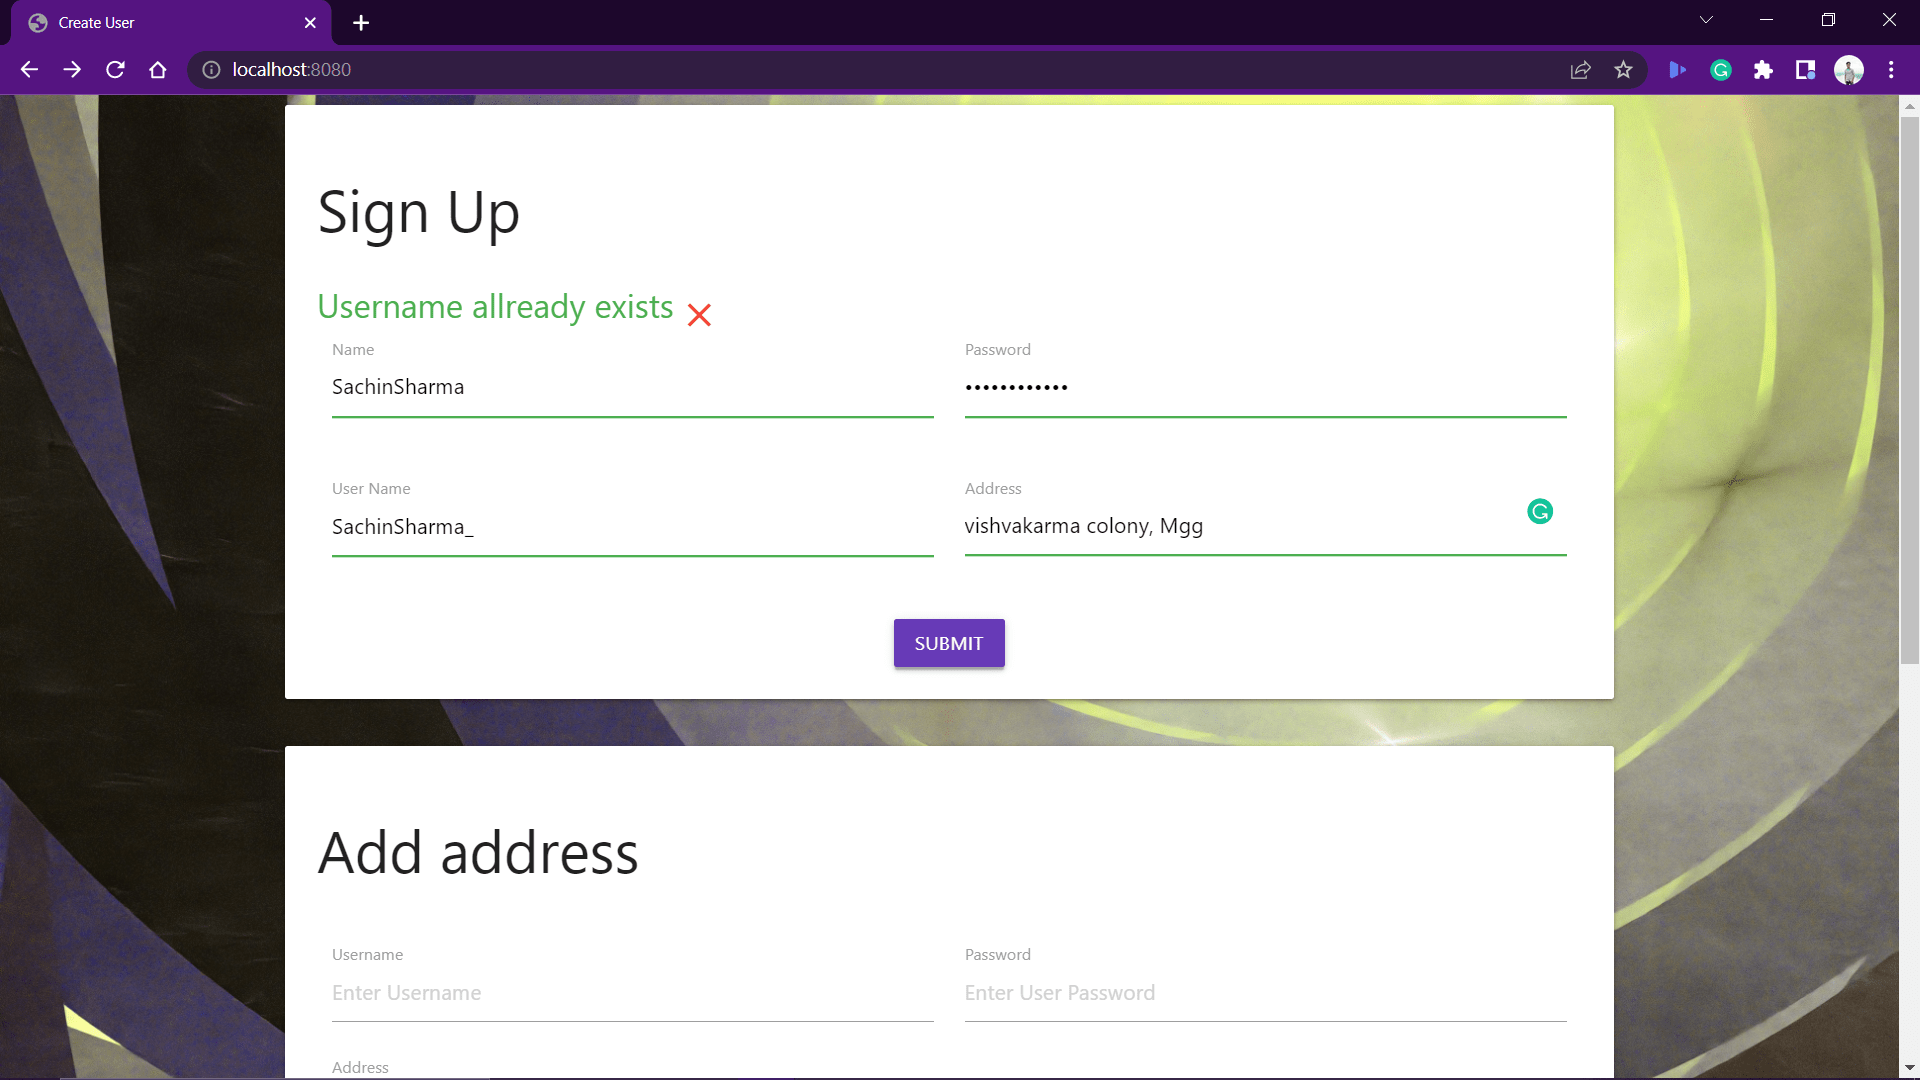 Create User
localhost:8080
Sign Up
Username allready exists
Name
Password
SachinSharma
••••••••••••
User Name
Address
SachinSharma_
vishvakarma colony, Mgg
SUBMIT
Add address
Username
Password
Enter Username
Enter User Password
Address